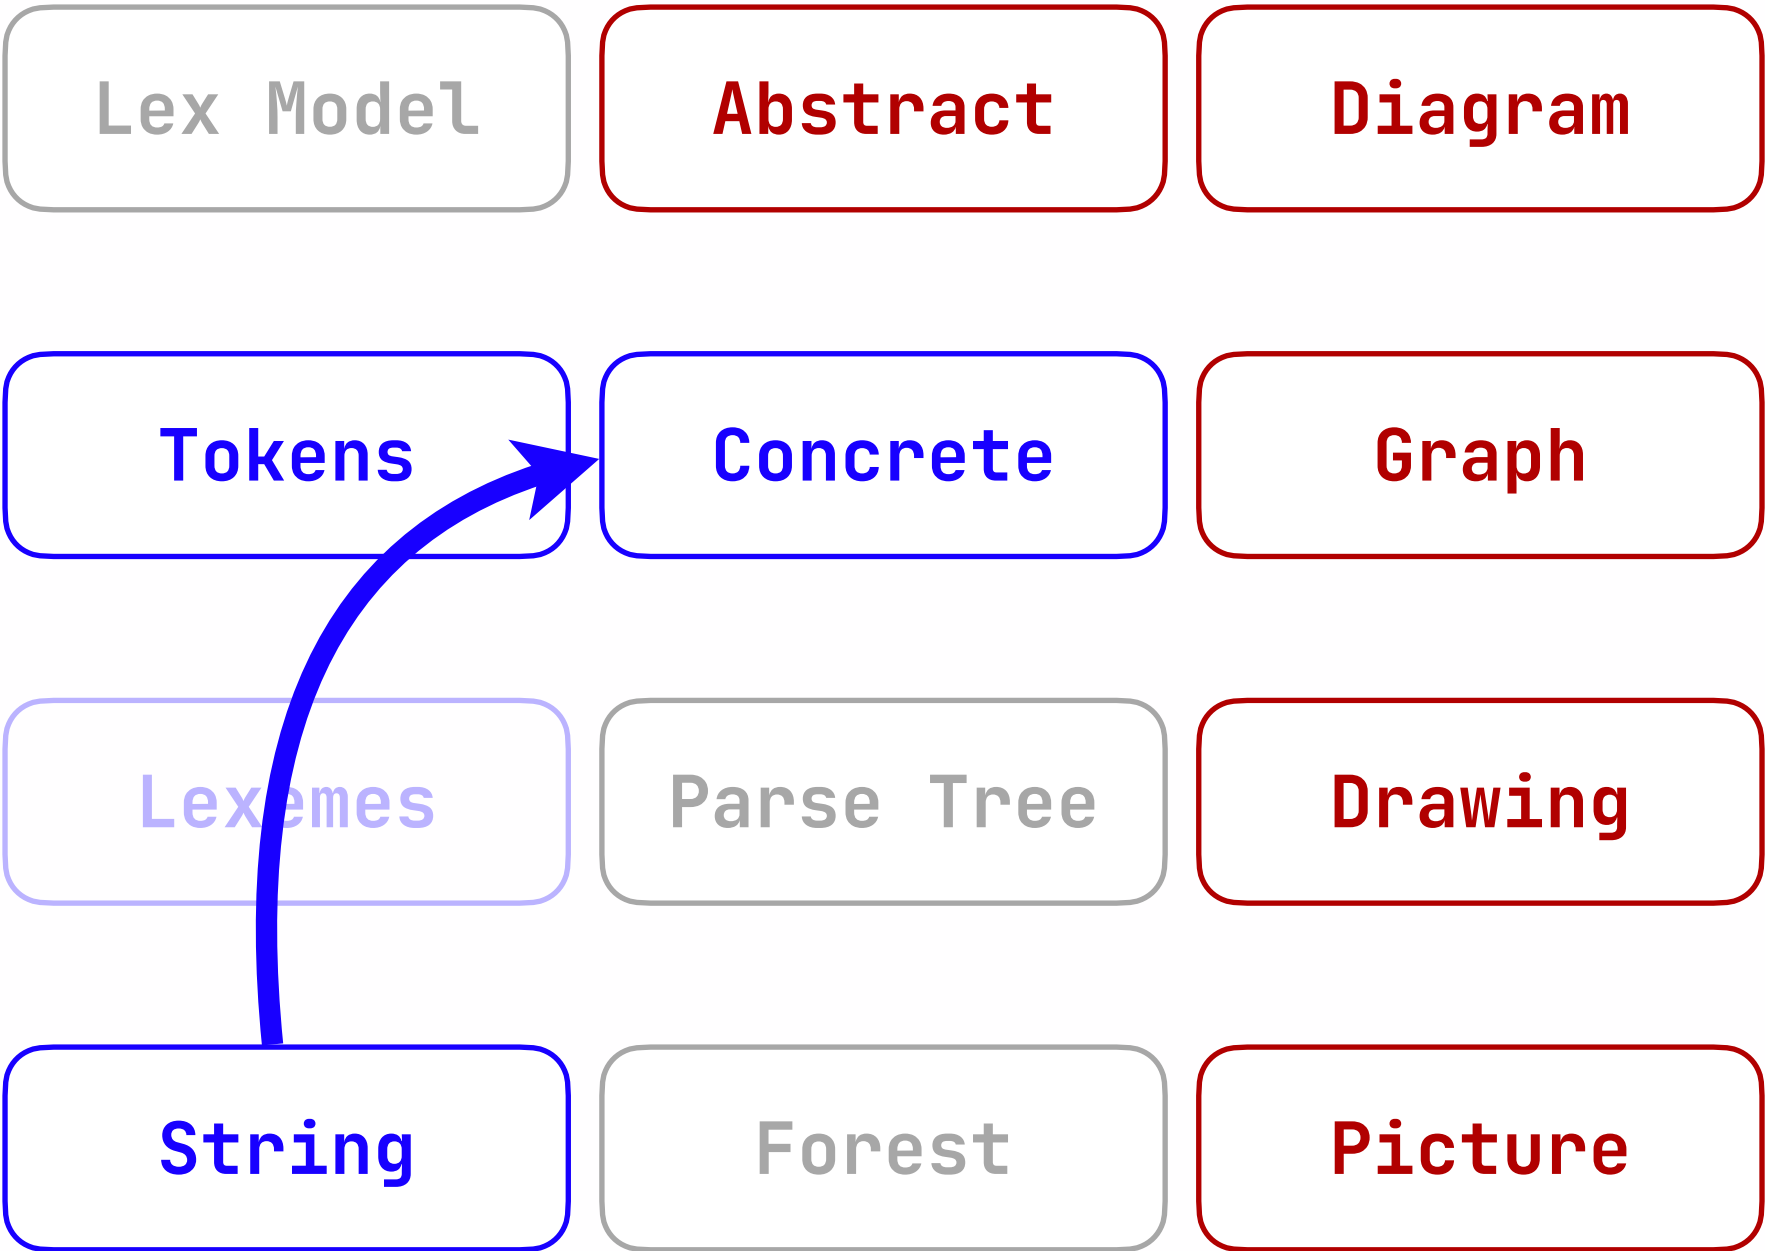 Lex Model
Abstract
Diagram
Tokens
Concrete
Graph
Lexemes
Parse Tree
Drawing
String
Forest
Picture